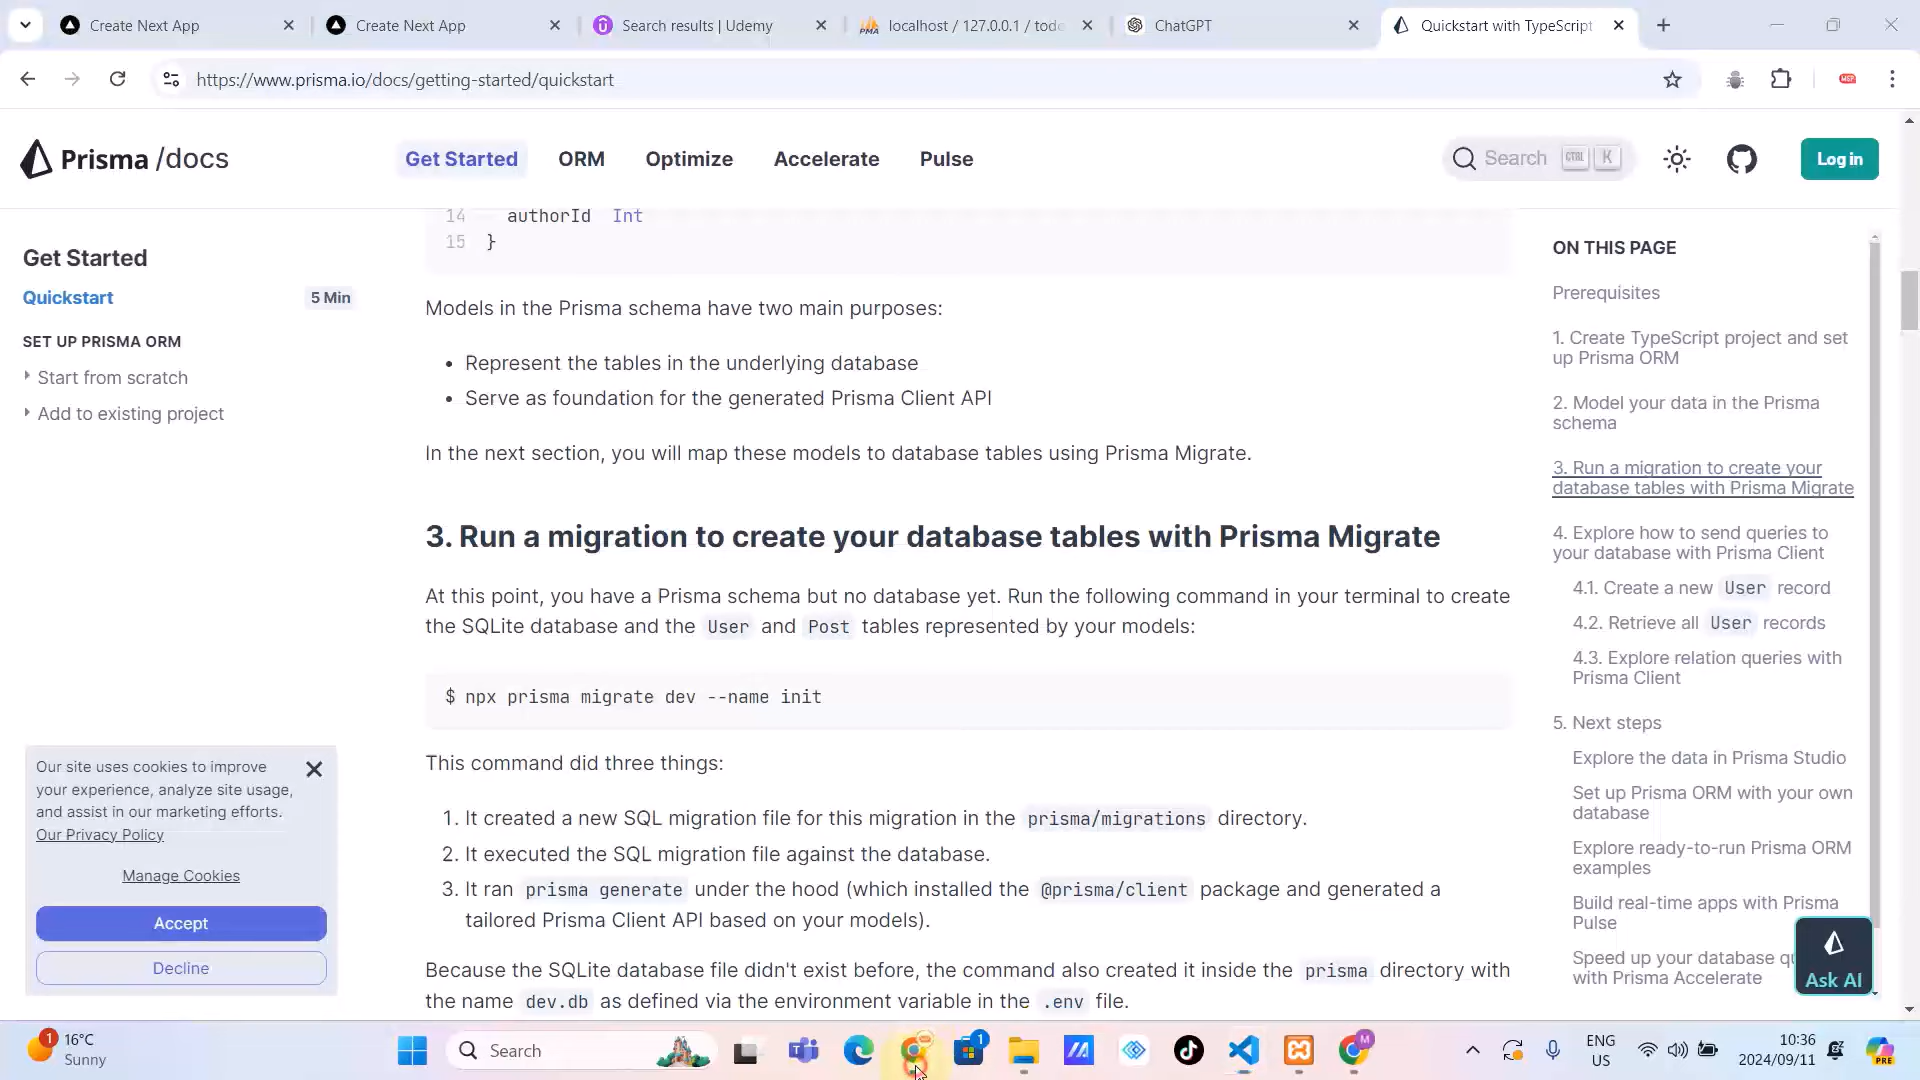 Create Next App
Create Next App
Search results | Udemy
localhost / 127.0.0.1 / tode
ChatGPT
Quickstart with TypeScript
https://www.prisma.io/docs/getting-started/quickstart
Prisma /docs
Get Started
ORM
Optimize
Accelerate
Pulse
Search CTRL K
Log in
Get Started
Quickstart
5 Min
SET UP PRISMA ORM
Start from scratch
Add to existing project
14 authorId Int
15 }
Models in the Prisma schema have two main purposes:
• Represent the tables in the underlying database
• Serve as foundation for the generated Prisma Client API
In the next section, you will map these models to database tables using Prisma Migrate.
3. Run a migration to create your database tables with Prisma Migrate
At this point, you have a Prisma schema but no database yet. Run the following command in your terminal to create
the SQLite database and the User and Post tables represented by your models:
$ npx prisma migrate dev --name init
This command did three things:
1. It created a new SQL migration file for this migration in the prisma/migrations directory.
2. It executed the SQL migration file against the database.
3. It ran prisma generate under the hood (which installed the @prisma/client package and generated a
tailored Prisma Client API based on your models).
Because the SQLite database file didn't exist before, the command also created it inside the prisma directory with
the name dev.db as defined via the environment variable in the .env file.
ON THIS PAGE
Prerequisites
1. Create TypeScript project and set
up Prisma ORM
2. Model your data in the Prisma
schema
3. Run a migration to create your
database tables with Prisma Migrate
4. Explore how to send queries to
your database with Prisma Client
4.1. Create a new User record
4.2. Retrieve all User records
4.3. Explore relation queries with
Prisma Client
5. Next steps
Explore the data in Prisma Studio
Set up Prisma ORM with your own
database
Explore ready-to-run Prisma ORM
examples
Build real-time apps with Prisma
Pulse
Speed up your database qu
with Prisma Accelerate
Ask AI
Our site uses cookies to improve
your experience, analyze site usage,
and assist in our marketing efforts.
Our Privacy Policy
Manage Cookies
Accept
Decline
1
16°C
Sunny
Search
1
M
ENG
US
10:36
2024/09/11
PRE